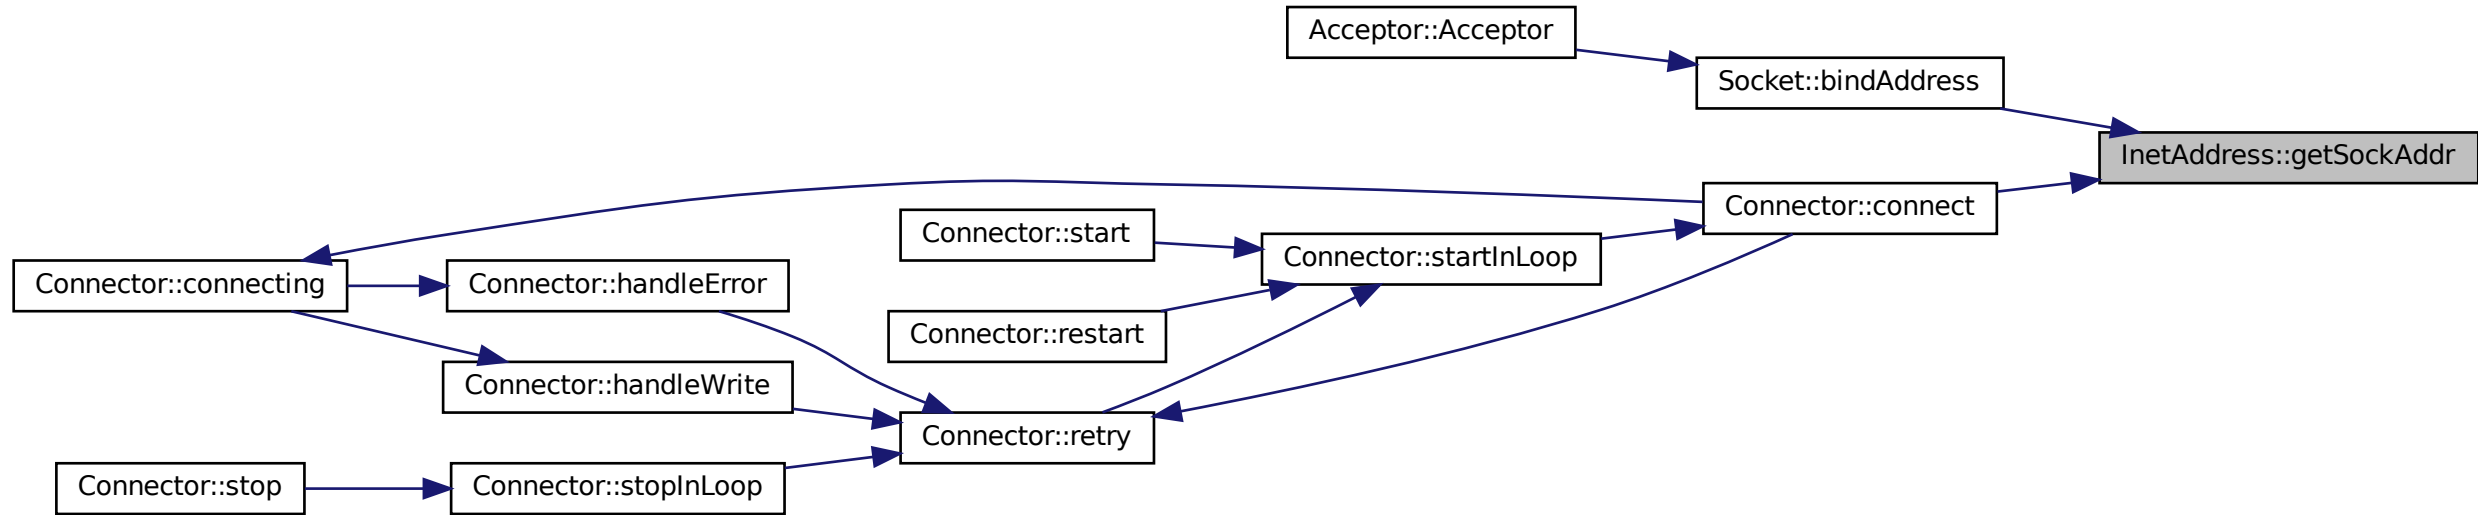 Acceptor::Acceptor
Socket::bindAddress
InetAddress::getSockAddr
Connector::connect
Connector::start
Connector::startInLoop
Connector::connecting
Connector::handleError
Connector::restart
Connector::handleWrite
Connector::retry
Connector::stop
Connector::stopInLoop